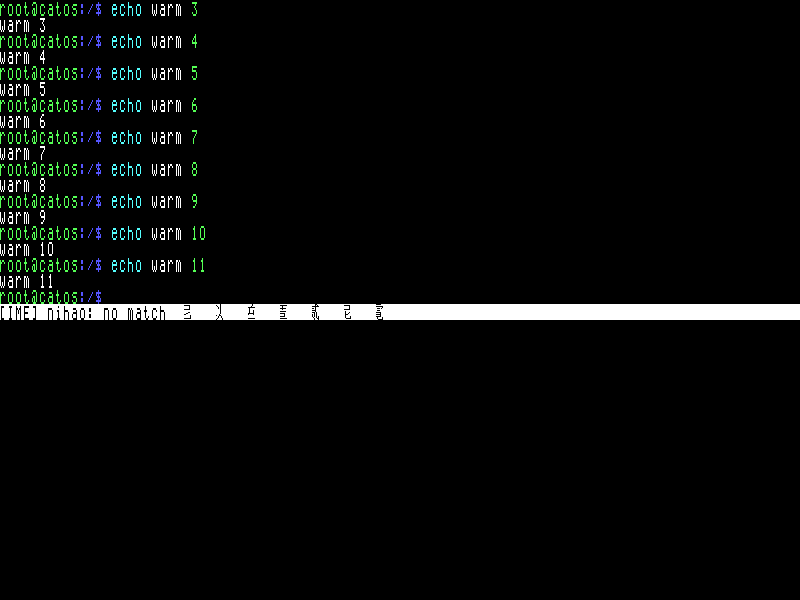 root@catos:/$ echo warm 3
warm 3
root@catos:/$ echo warm 4
warm 4
root@catos:/$ echo warm 5
warm 5
root@catos:/$ echo warm 6
warm 6
root@catos:/$ echo warm 7
warm 7
root@catos:/$ echo warm 8
warm 8
root@catos:/$ echo warm 9
warm 9
root@catos:/$ echo warm 10
warm 10
root@catos:/$ echo warm 11
warm 11
root@catos:/$
[IME] nihao: no match